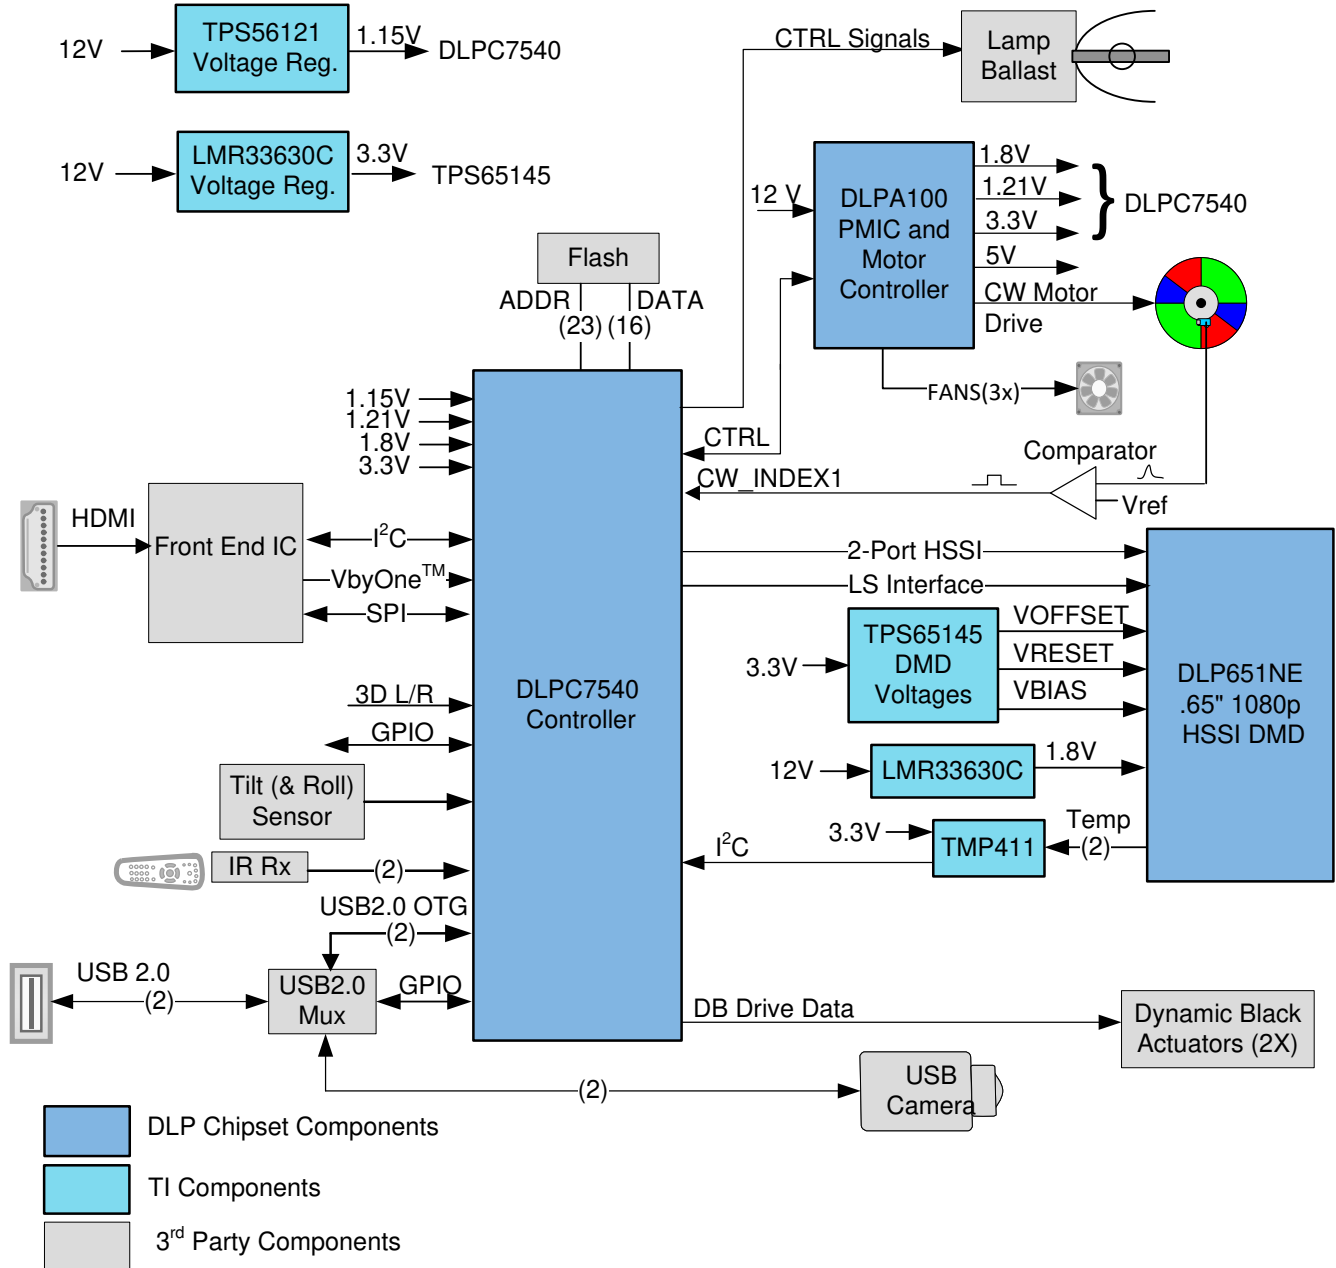 12V
TPS56121
Voltage Reg.
1.15V
DLPC7540
12V
LMR33630C
Voltage Reg.
3.3V
TPS65145
CTRL Signals
Lamp
Ballast
12 V
DLPA100
PMIC and
Motor
Controller
1.8V
1.21V
3.3V
5V
}
DLPC7540
CW Motor
Drive
FANS(3x)
Flash
ADDR
DATA
(23)
(16)
1.15V
1.21V
1.8V
3.3V
CTRL
CW_INDEX1
Comparator
Vref
HDMI
Front End IC
I²C
VbyOne™
SPI
2-Port HSSI
LS Interface
TPS65145
DMD
Voltages
3.3V
VOFFSET
VRESET
VBIAS
DLP651NE
.65" 1080p
HSSI DMD
DLPC7540
Controller
3D L/R
GPIO
12V
LMR33630C
1.8V
Tilt (& Roll)
Sensor
3.3V
TMP411
Temp
(2)
I²C
IR Rx
(2)
USB2.0 OTG
(2)
USB 2.0
(2)
USB2.0
Mux
GPIO
DB Drive Data
Dynamic Black
Actuators (2X)
(2)
USB
Camera
DLP Chipset Components
TI Components
3rd Party Components